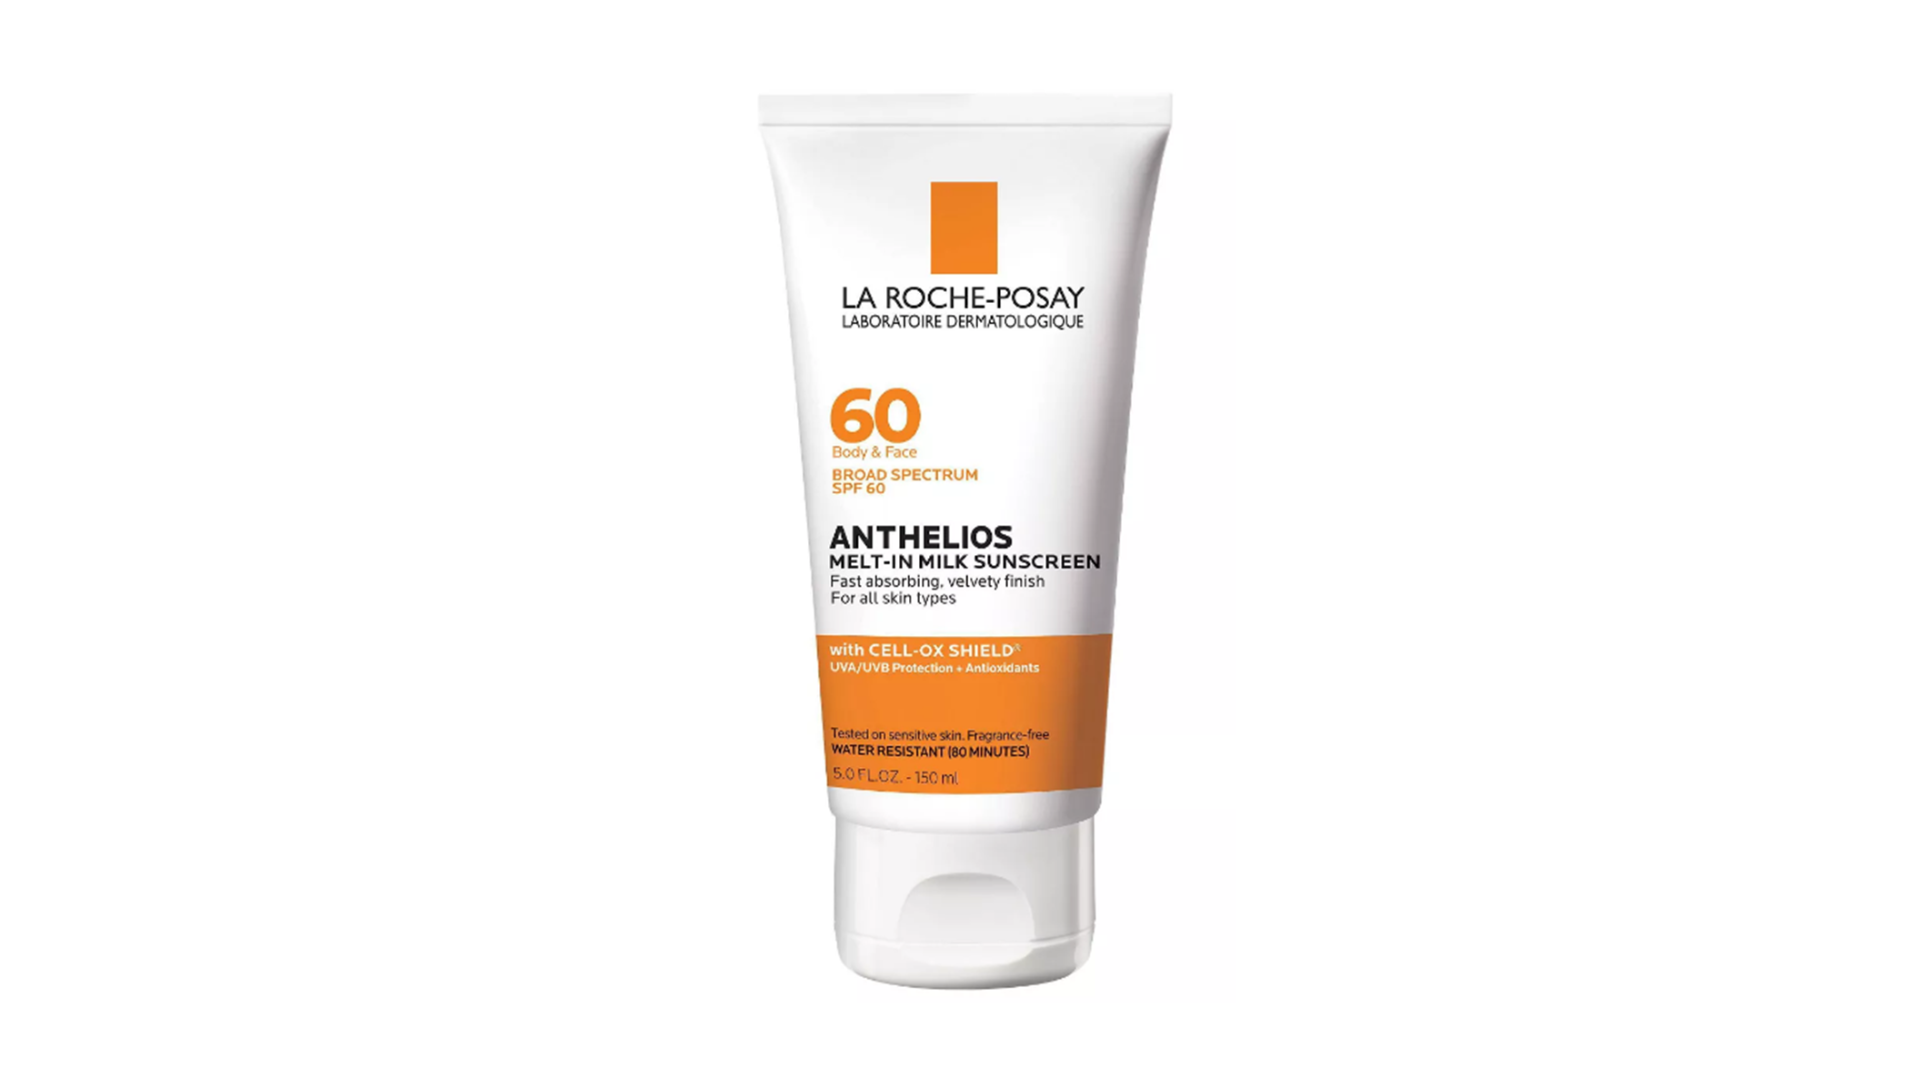 LA ROCHE-POSAY
LABORATOIRE DERMATOLOGIQUE
60
Body & Face
BROAD SPECTRUM
SPF 60
ANTHELIOS
MELT-IN MILK SUNSCREEN
Fast absorbing, velvety finish
For all skin types
with CELL-OX SHIELD®
UVA/UVB Protection + Antioxidants
Tested on sensitive skin. Fragrance-free
WATER RESISTANT (80 MINUTES)
5.0 FL.OZ. - 150 ml